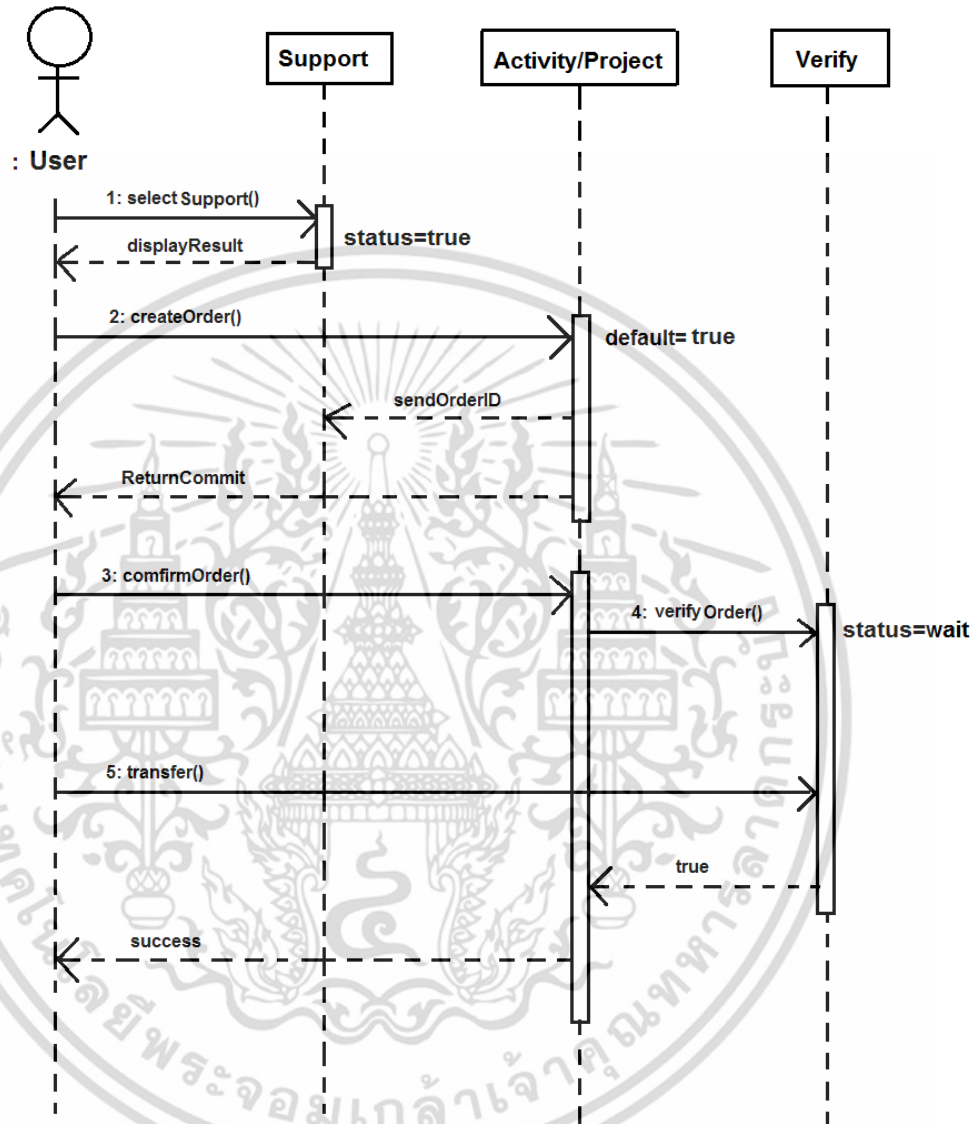 Support
Activity/Project
Verify
: User
1: select Support()
displayResult
status=true
2: createOrder()
default= true
sendOrderID
ReturnCommit
3: comfirmOrder()
4: verify Order()
status=wait
5: transfer()
true
success